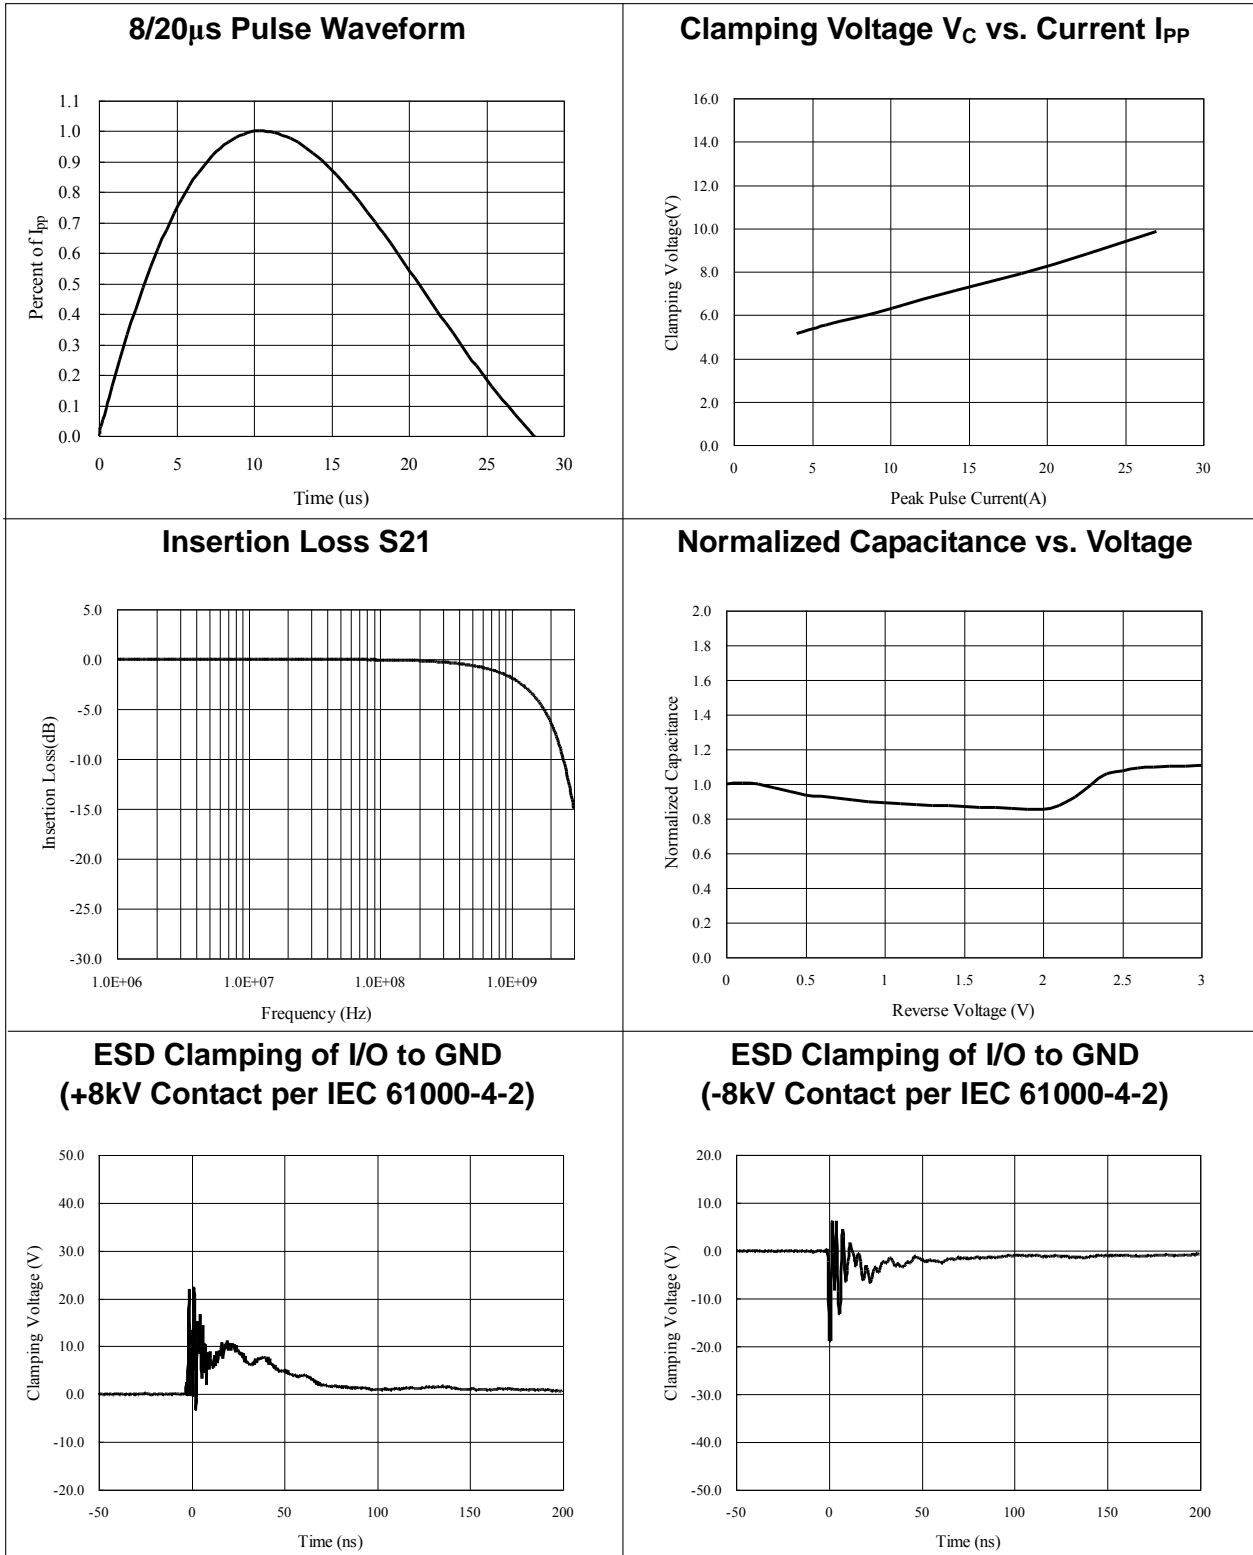 8/20μs Pulse Waveform
1.1
1.0
0.9
0.8
0.7
0.6
0.5
0.4
0.3
0.2
0.1
0.0
Percent of Ipp
0 5 10 15 20 25 30
Time (us)
Clamping Voltage VC vs. Current IPP
16.0
14.0
12.0
10.0
8.0
6.0
4.0
2.0
0.0
Clamping Voltage(V)
0 5 10 15 20 25 30
Peak Pulse Current(A)
Insertion Loss S21
5.0
0.0
-5.0
-10.0
-15.0
-20.0
-25.0
-30.0
Insertion Loss(dB)
1.0E+06 1.0E+07 1.0E+08 1.0E+09
Frequency (Hz)
Normalized Capacitance vs. Voltage
2.0
1.8
1.6
1.4
1.2
1.0
0.8
0.6
0.4
0.2
0.0
Normalized Capacitance
0 0.5 1 1.5 2 2.5 3
Reverse Voltage (V)
ESD Clamping of I/O to GND
(+8kV Contact per IEC 61000-4-2)
50.0
40.0
30.0
20.0
10.0
0.0
-10.0
-20.0
Clamping Voltage (V)
-50 0 50 100 150 200
Time (ns)
ESD Clamping of I/O to GND
(-8kV Contact per IEC 61000-4-2)
20.0
10.0
0.0
-10.0
-20.0
-30.0
-40.0
-50.0
Clamping Voltage (V)
-50 0 50 100 150 200
Time (ns)